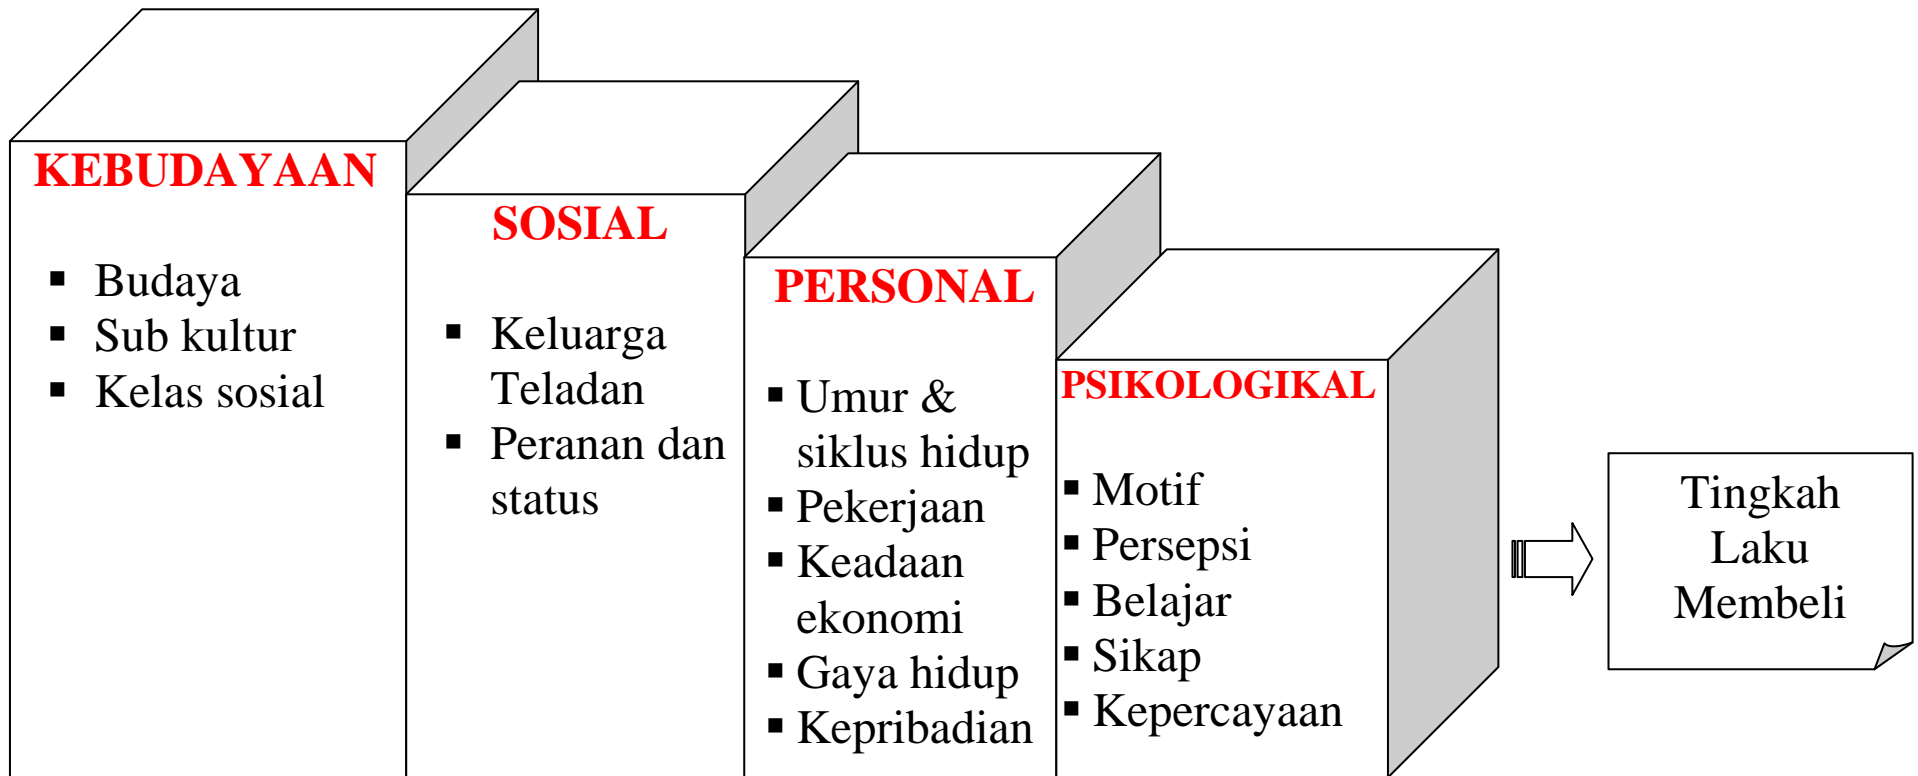 KEBUDAYAAN
▪ Budaya
▪ Sub kultur
▪ Kelas sosial
SOSIAL
▪ Keluarga
Teladan
▪ Peranan dan
status
PERSONAL
▪ Umur &
siklus hidup
▪ Pekerjaan
▪ Keadaan
ekonomi
▪ Gaya hidup
▪ Kepribadian
PSIKOLOGIKAL
▪ Motif
▪ Persepsi
▪ Belajar
▪ Sikap
▪ Kepercayaan
Tingkah
Laku
Membeli